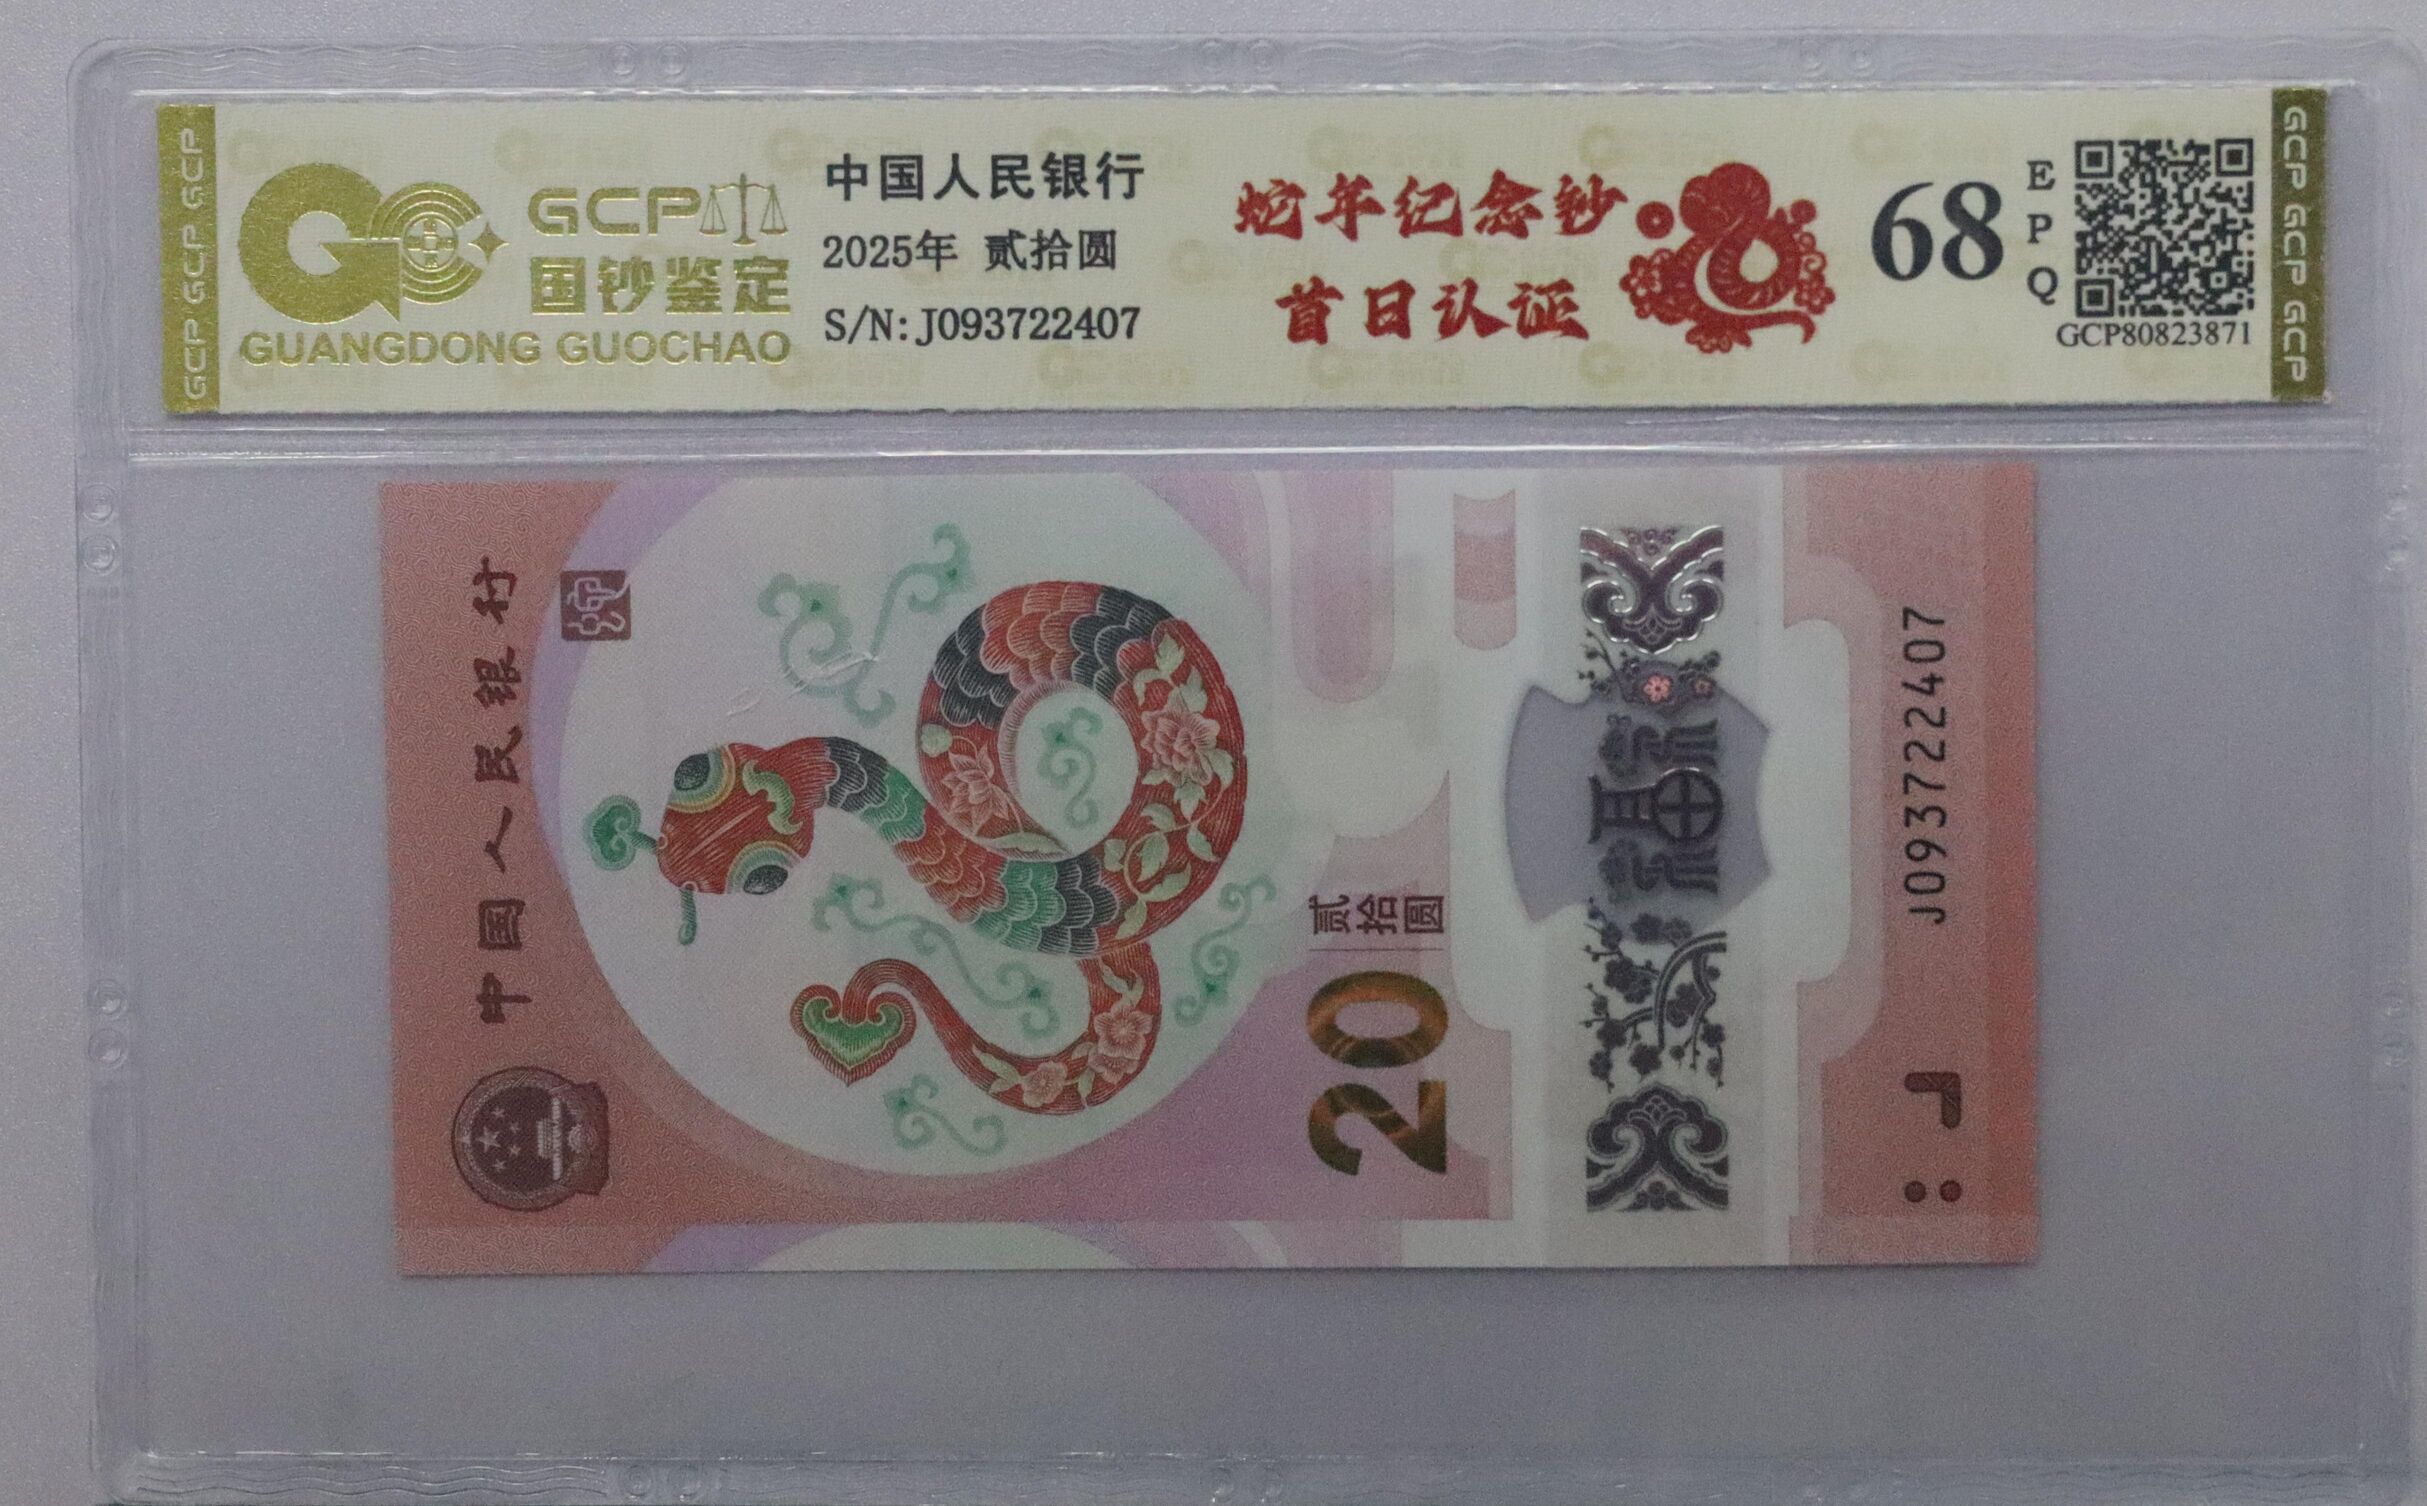 GCP GCP GCP
GCP
国钞鉴定
GUANGDONG GUOCHAO
中国人民银行
2025年 贰拾圆
S/N:J093722407
蛇年纪念钞
首日认证
68
EPQ
GCP80823871
GCP GCP GCP
中国人民银行
贰拾圆
20
福
J093722407